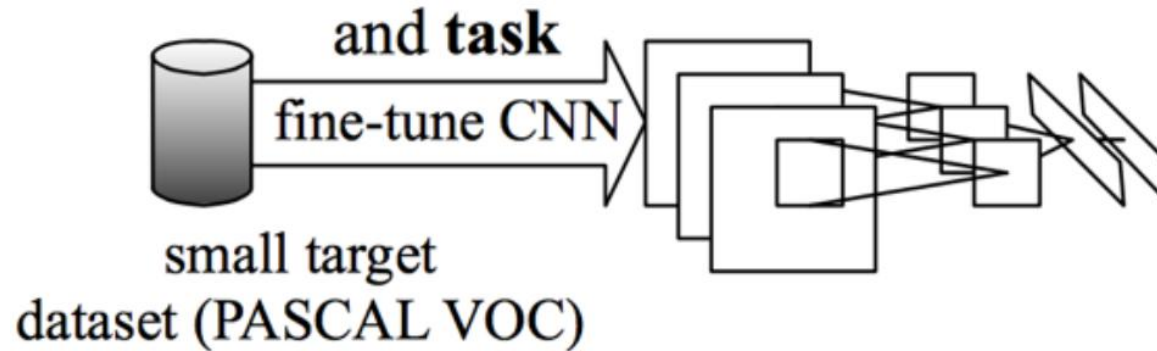 and task
fine-tune CNN
small target
dataset (PASCAL VOC)